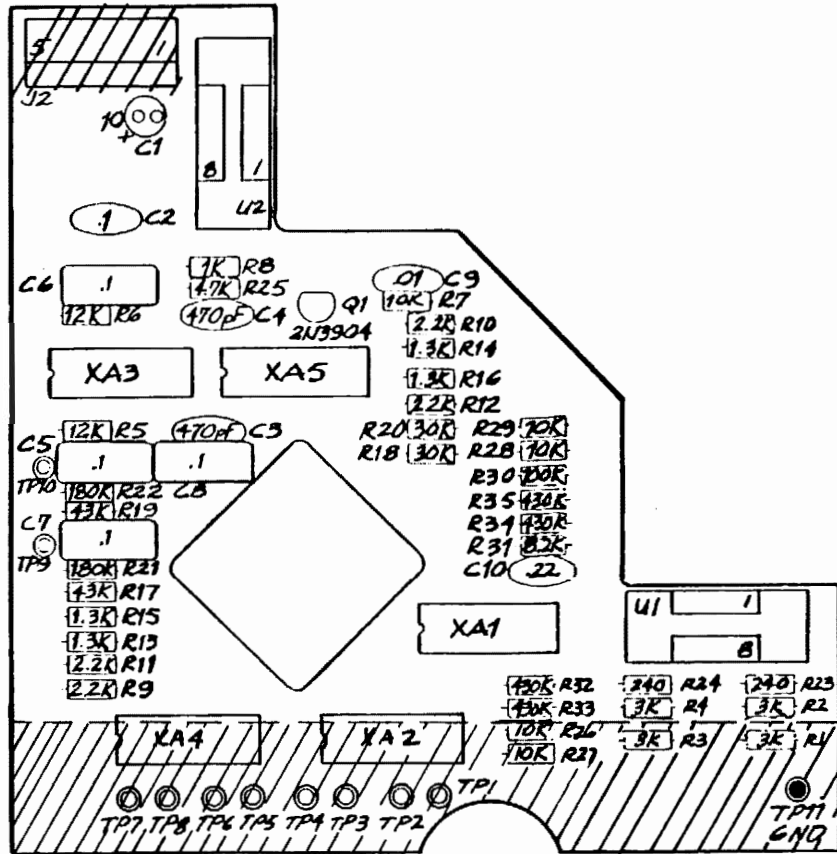 5 1
J2
10
+
C1
8 1
U2
.1 C2
1K R8
4.7K R25
470pF C4
C6 .1
12K R6
Q1
2N3904
.01 C9
10K R7
2.2K R10
1.3K R14
1.3K R16
2.2K R12
XA3 XA5
R20 30K R29 10K
R18 30K R28 10K
R30 100K
R35 430K
R34 430K
R31 8.2K
C10 .22
12K R5 470pF C3
C5 .1 .1
TP10 180K R22 C8
43K R19
C7 .1
TP9 180K R21
43K R17
1.3K R15
1.3K R13
2.2K R11
2.2K R9
XA1
U1 1
8
430K R32 240 R24 240 R23
430K R33 3K R4 3K R2
10K R26
3K R3 3K R1
10K R27
XA4 XA2
TP7 TP8 TP6 TP5 TP4 TP3 TP2 TP1
TP11
GND